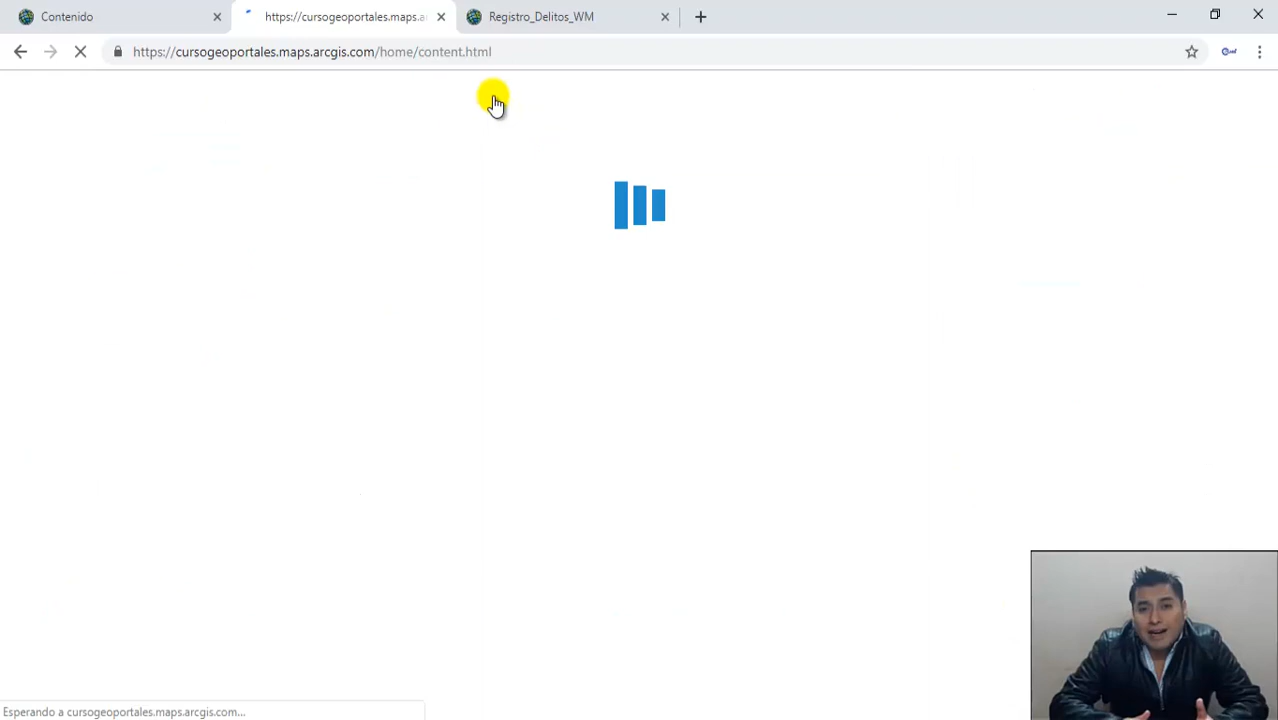 Contenido
https://cursogeoportales.maps.a
Registro_Delitos_WM
https://cursogeoportales.maps.arcgis.com/home/content.html
Esperando a cursogeoportales.maps.arcgis.com...